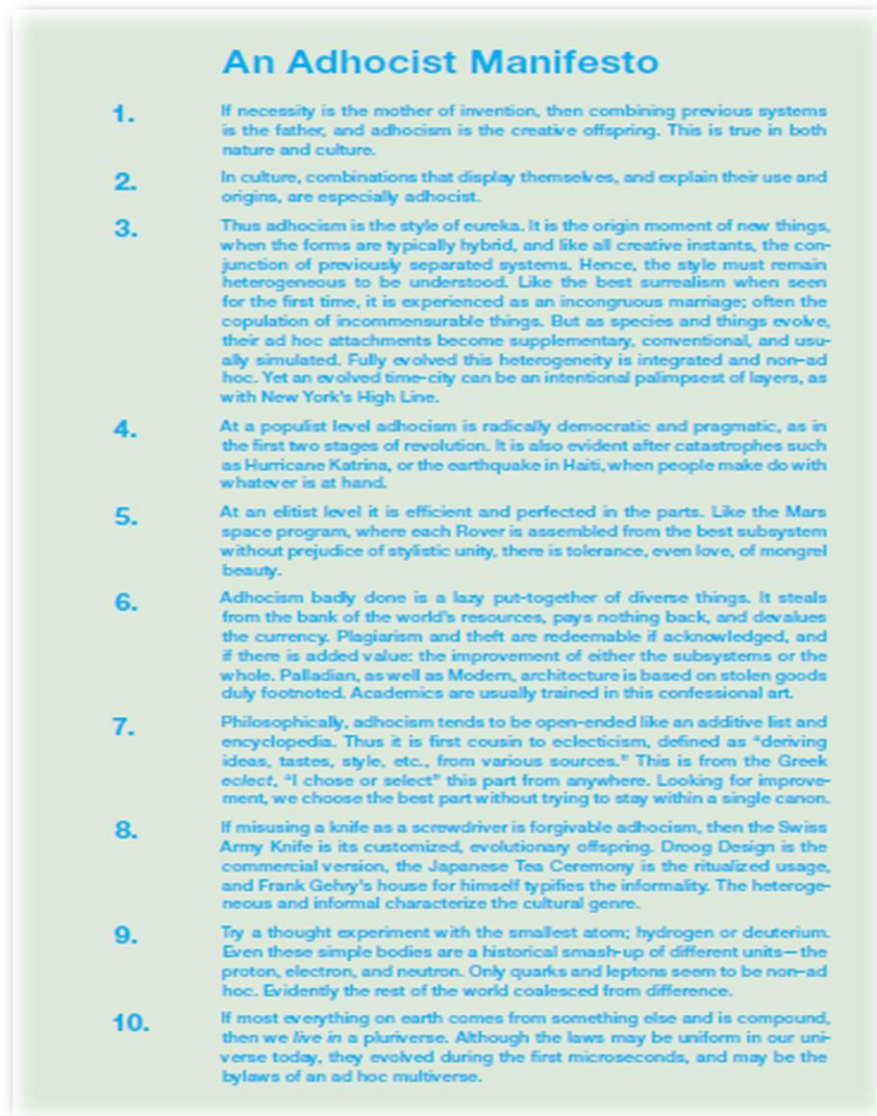 An Adhocist Manifesto
1. If necessity is the mother of invention, then combining previous systems
is the father, and adhocism is the creative offspring. This is true in both
nature and culture.
2. In culture, combinations that display themselves, and explain their use and
origins, are especially adhocist.
3. Thus adhocism is the style of eureka. It is the origin moment of new things,
when the forms are typically hybrid, and like all creative instants, the con-
junction of previously separated systems. Hence, the style must remain
heterogeneous to be understood. Like the best surrealism when seen
for the first time, it is experienced as an incongruous marriage; often the
copulation of incommensurable things. But as species and things evolve,
their ad hoc attachments become supplementary, conventional, and usu-
ally simulated. Fully evolved this heterogeneity is integrated and non-ad
hoc. Yet an evolved time-city can be an intentional palimpsest of layers, as
with New York's High Line.
4. At a populist level adhocism is radically democratic and pragmatic, as in
the first two stages of revolution. It is also evident after catastrophes such
as Hurricane Katrina, or the earthquake in Haiti, when people make do with
whatever is at hand.
5. At an elitist level it is efficient and perfected in the parts. Like the Mars
space program, where each Rover is assembled from the best subsystem
without prejudice of stylistic unity, there is tolerance, even love, of mongrel
beauty.
6. Adhocism badly done is a lazy put-together of diverse things. It steals
from the bank of the world's resources, pays nothing back, and devalues
the currency. Plagiarism and theft are redeemable if acknowledged, and
if there is added value: the improvement of either the subsystems or the
whole. Palladian, as well as Modern, architecture is based on stolen goods
duly footnoted. Academics are usually trained in this confessional art.
7. Philosophically, adhocism tends to be open-ended like an additive list and
encyclopedia. Thus it is first cousin to eclecticism, defined as "deriving
ideas, tastes, style, etc., from various sources." This is from the Greek
eclect, "I chose or select" this part from anywhere. Looking for improve-
ment, we choose the best part without trying to stay within a single canon.
8. If misusing a knife as a screwdriver is forgivable adhocism, then the Swiss
Army Knife is its customized, evolutionary offspring. Droog Design is the
commercial version, the Japanese Tea Ceremony is the ritualized usage,
and Frank Gehry's house for himself typifies the informality. The heteroge-
neous and informal characterize the cultural genre.
9. Try a thought experiment with the smallest atom; hydrogen or deuterium.
Even these simple bodies are a historical smash-up of different units—the
proton, electron, and neutron. Only quarks and leptons seem to be non-ad
hoc. Evidently the rest of the world coalesced from difference.
10. If most everything on earth comes from something else and is compound,
then we live in a pluriverse. Although the laws may be uniform in our uni-
verse today, they evolved during the first microseconds, and may be the
bylaws of an ad hoc multiverse.